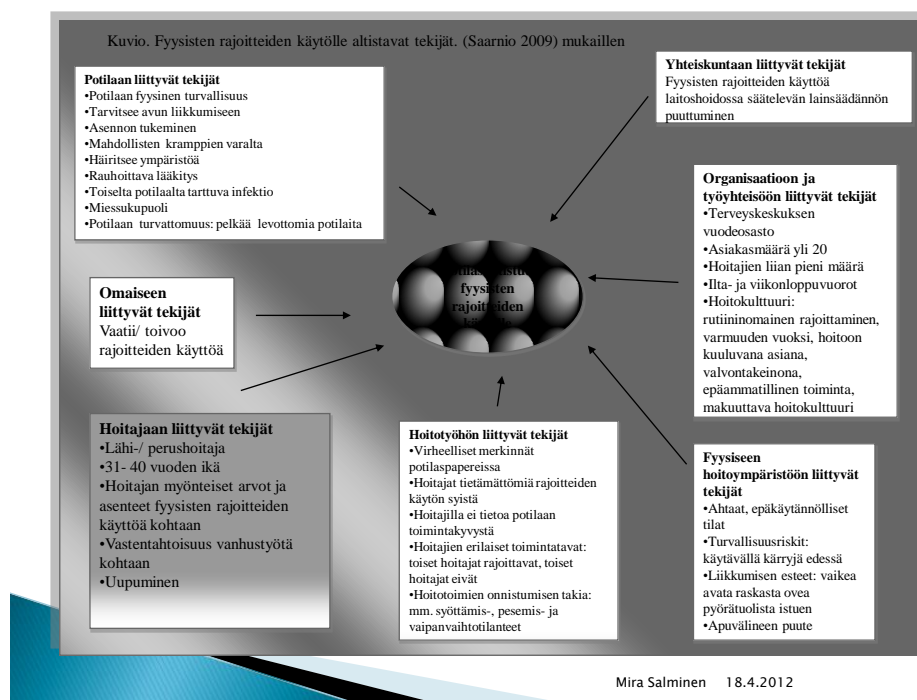 Kuvio. Fyysisten rajoitteiden käytölle altistavat tekijät. (Saarnio 2009) mukaillen
Potilaan liittyvät tekijät
•Potilaan fyysinen turvallisuus
•Tarvitsee avun liikkumiseen
•Asennon tukeminen
•Mahdollisten kramppien varalta
•Häiritsee ympäristöä
•Rauhoittava lääkitys
•Toiselta potilaalta tarttuva infektio
•Miessukupuoli
•Potilaan turvattomuus: pelkää levottomia potilaita
Yhteiskuntaan liittyvät tekijät
Fyysisten rajoitteiden käyttöä
laitoshoidossa säätelevän lainsäädännön
puuttuminen
Organisaatioon ja
työyhteisöön liittyvät tekijät
•Terveyskeskuksen
vuodeosasto
•Asiakasmäärä yli 20
•Hoitajien liian pieni määrä
•Ilta- ja viikonloppuvuorot
•Hoitokulttuuri:
rutiininomainen rajoittaminen,
varmuuden vuoksi, hoitoon
kuuluvana asiana,
valvontakeinona,
epäammatillinen toiminta,
makuuttava hoitokulttuuri
fyysisten
rajoitteiden
Omaiseen
liittyvät tekijät
Vaatii/ toivoo
rajoitteiden käyttöä
Hoitajaan liittyvät tekijät
•Lähi-/ perushoitaja
•31- 40 vuoden ikä
•Hoitajan myönteiset arvot ja
asenteet fyysisten rajoitteiden
käyttöä kohtaan
•Vastentahtoisuus vanhustyötä
kohtaan
•Uupuminen
Hoitotyöhön liittyvät tekijät
•Virheelliset merkinnät
potilaspapereissa
•Hoitajat tietämättömiä rajoitteiden
käytön syistä
•Hoitajilla ei tietoa potilaan
toimintakyvystä
•Hoitajien erilaiset toimintatavat:
toiset hoitajat rajoittavat, toiset
hoitajat eivät
•Hoitotoimien onnistumisen takia:
mm. syöttämis-, pesemis- ja
vaipanvaihtotilanteet
Fyysiseen
hoitoympäristöön liittyvät
tekijät
•Ahtaat, epäkäytännölliset
tilat
•Turvallisuusriskit:
käytävällä kärryjä edessä
•Liikkumisen esteet: vaikea
avata raskasta ovea
pyörätuolista istuen
•Apuvälineen puute
Mira Salminen 18.4.2012